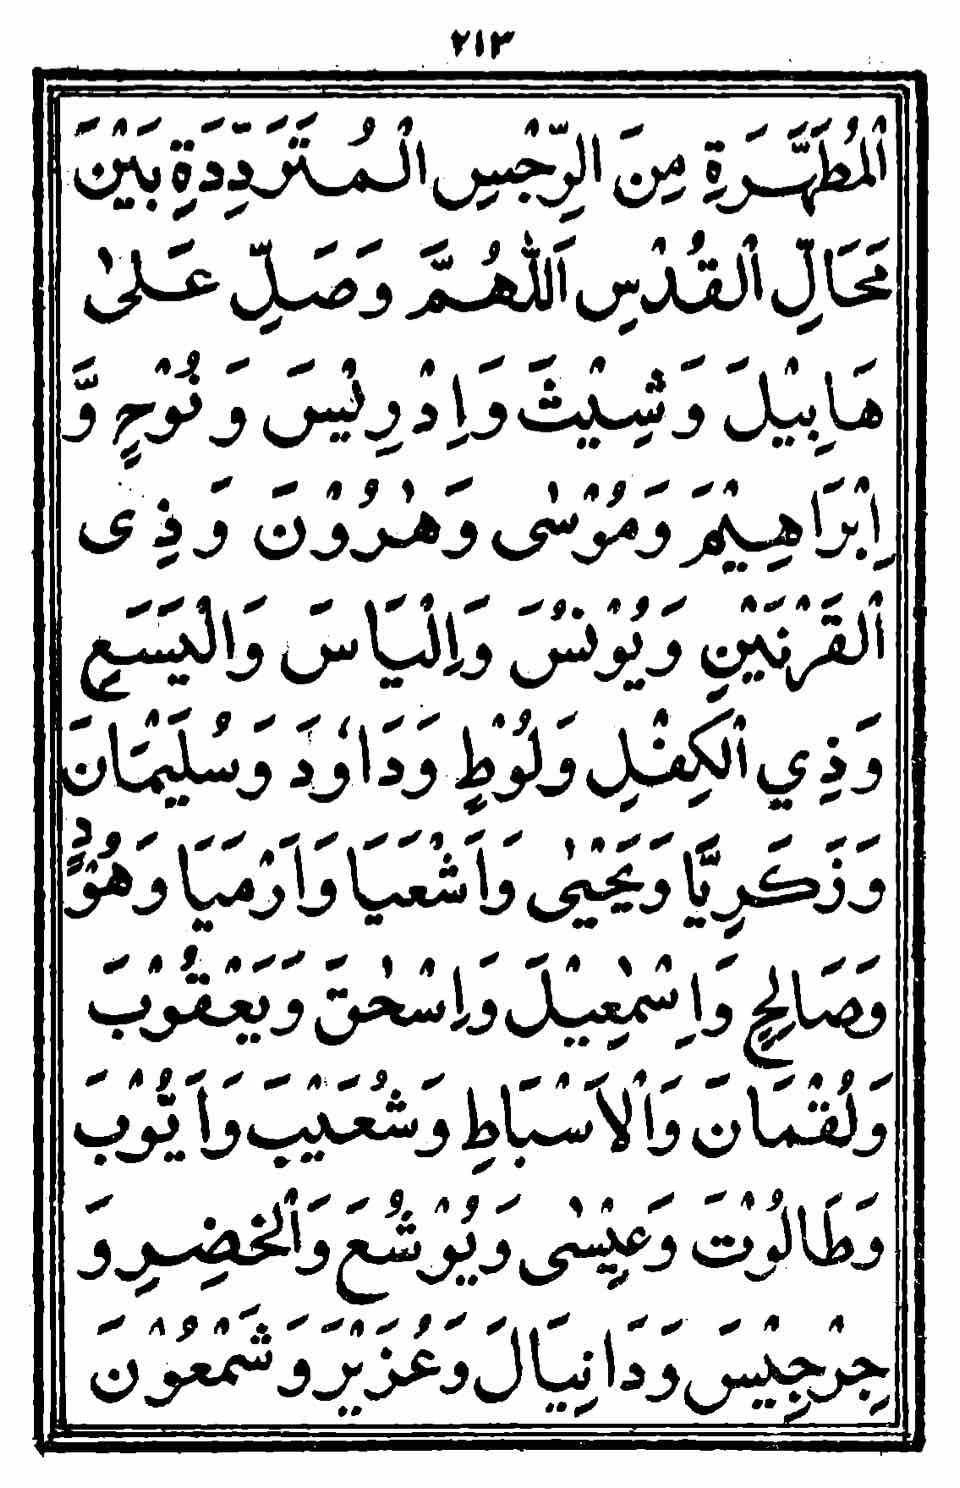 ٢١٣
اَلْمُطَهَّرَةِ مِنَ الرِّجْسِ الْمُتَرَدِّدَةِ بَيْنَ
مَحَالِّ الْقُدْسِ اَللّٰهُمَّ وَصَلِّ عَلٰى
هَابِيْلَ وَشِيْثَ وَاِدْرِيْسَ وَنُوْحٍ وَّ
اِبْرَاهِيْمَ وَمُوْسٰى وَهٰرُوْنَ وَذِى
الْقَرْنَيْنِ وَيُوْنُسَ وَاِلْيَاسَ وَالْيَسَعِ
وَذِي الْكِفْلِ وَلُوْطٍ وَدَاوٗدَ وَسُلَيْمَانَ
وَزَكَرِيَّا وَيَحْيٰى وَاَشْعَيَا وَاَرْمِيَا وَهُوْدٍ
وَصَالِحٍ وَاِسْمٰعِيْلَ وَاِسْحٰقَ وَيَعْقُوْبَ
وَلُقْمَانَ وَالْاَسْبَاطِ وَشُعَيْبَ وَاَيُّوْبَ
وَطَالُوْتَ وَعِيْسٰى وَيُوْشُعَ وَالْخَضِرِ وَ
جِرْجِيْسَ وَدَانِيَالَ وَعُزَيْرَ وَشَمْعُوْنَ